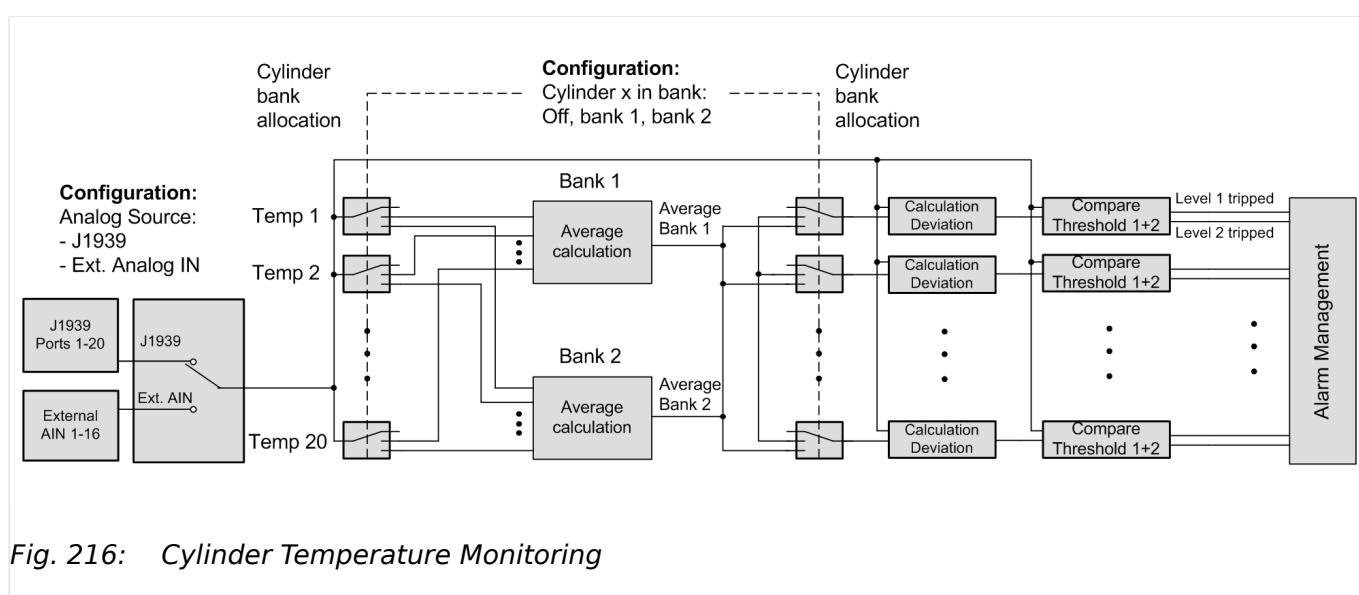 Cylinder
bank
allocation
Configuration:
Cylinder x in bank:
Off, bank 1, bank 2
Cylinder
bank
allocation
Configuration:
Analog Source:
- J1939
- Ext. Analog IN
J1939
Ports 1-20
External
AIN 1-16
J1939
Ext. AIN
Temp 1
Temp 2
Temp 20
Bank 1
Average
calculation
Average
Bank 1
Bank 2
Average
calculation
Average
Bank 2
Calculation
Deviation
Calculation
Deviation
Calculation
Deviation
Compare
Threshold 1+2
Compare
Threshold 1+2
Compare
Threshold 1+2
Level 1 tripped
Level 2 tripped
Alarm Management
Fig. 216: Cylinder Temperature Monitoring